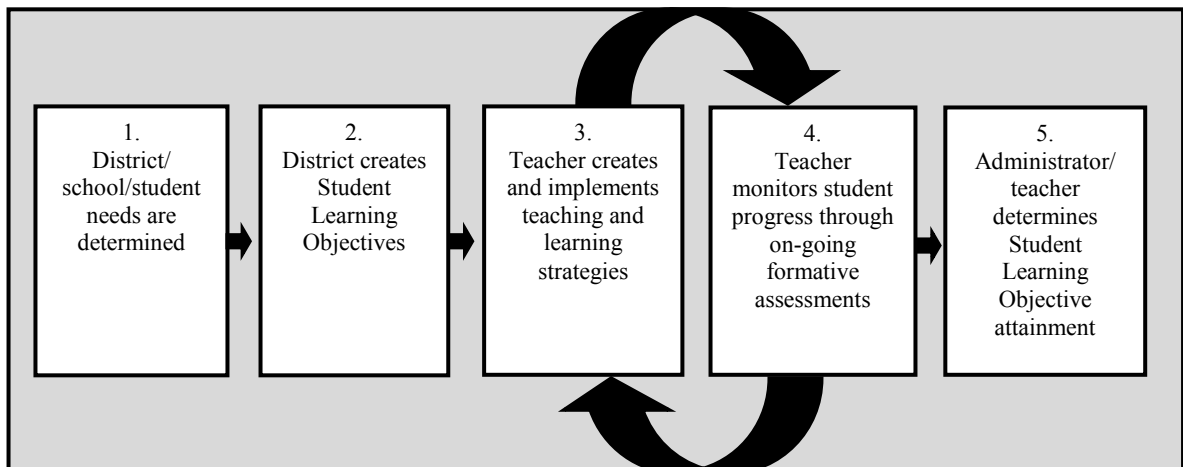 1.
District/
school/student
needs are
determined
2.
District creates
Student
Learning
Objectives
3.
Teacher creates
and implements
teaching and
learning
strategies
4.
Teacher
monitors student
progress through
on-going
formative
assessments
5.
Administrator/
teacher
determines
Student
Learning
Objective
attainment